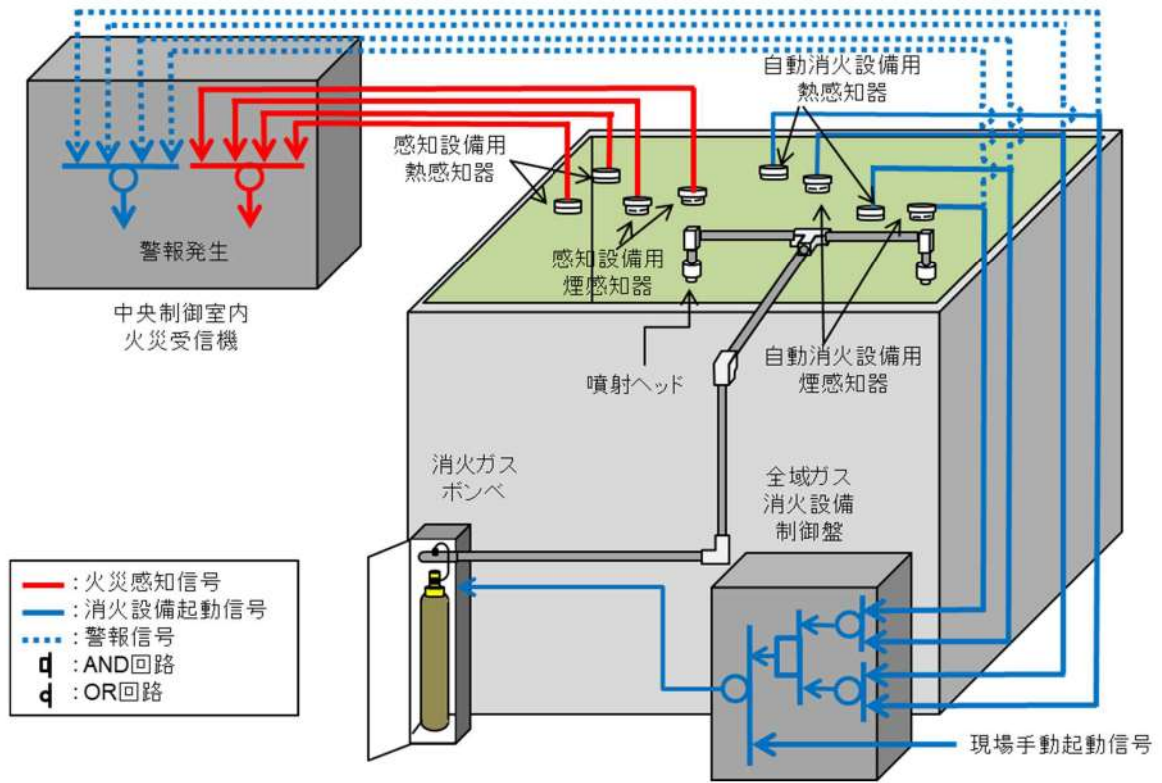 自動消火設備用
熱感知器
感知設備用
熱感知器
警報発生
感知設備用
煙感知器
中央制御室内
火災受信機
自動消火設備用
煙感知器
噴射ヘッド
消火ガス
ボンベ
全域ガス
消火設備
制御盤
:火災感知信号
:消火設備起動信号
:警報信号
:AND回路
:OR回路
現場手動起動信号